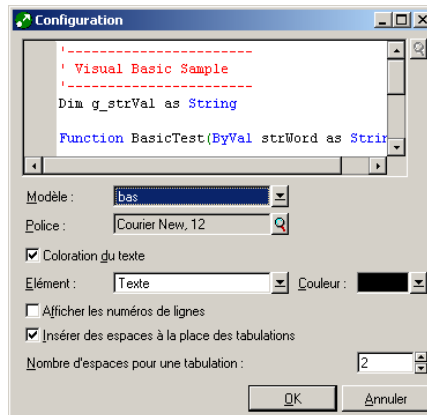 Configuration
'-----------------------
' Visual Basic Sample
'-----------------------
Dim g_strVal as String
Function BasicTest(ByVal strWord as Strin
Modèle : bas
Police : Courier New, 12
Coloration du texte
Elément : Texte Couleur :
Afficher les numéros de lignes
Insérer des espaces à la place des tabulations
Nombre d'espaces pour une tabulation : 2
OK Annuler